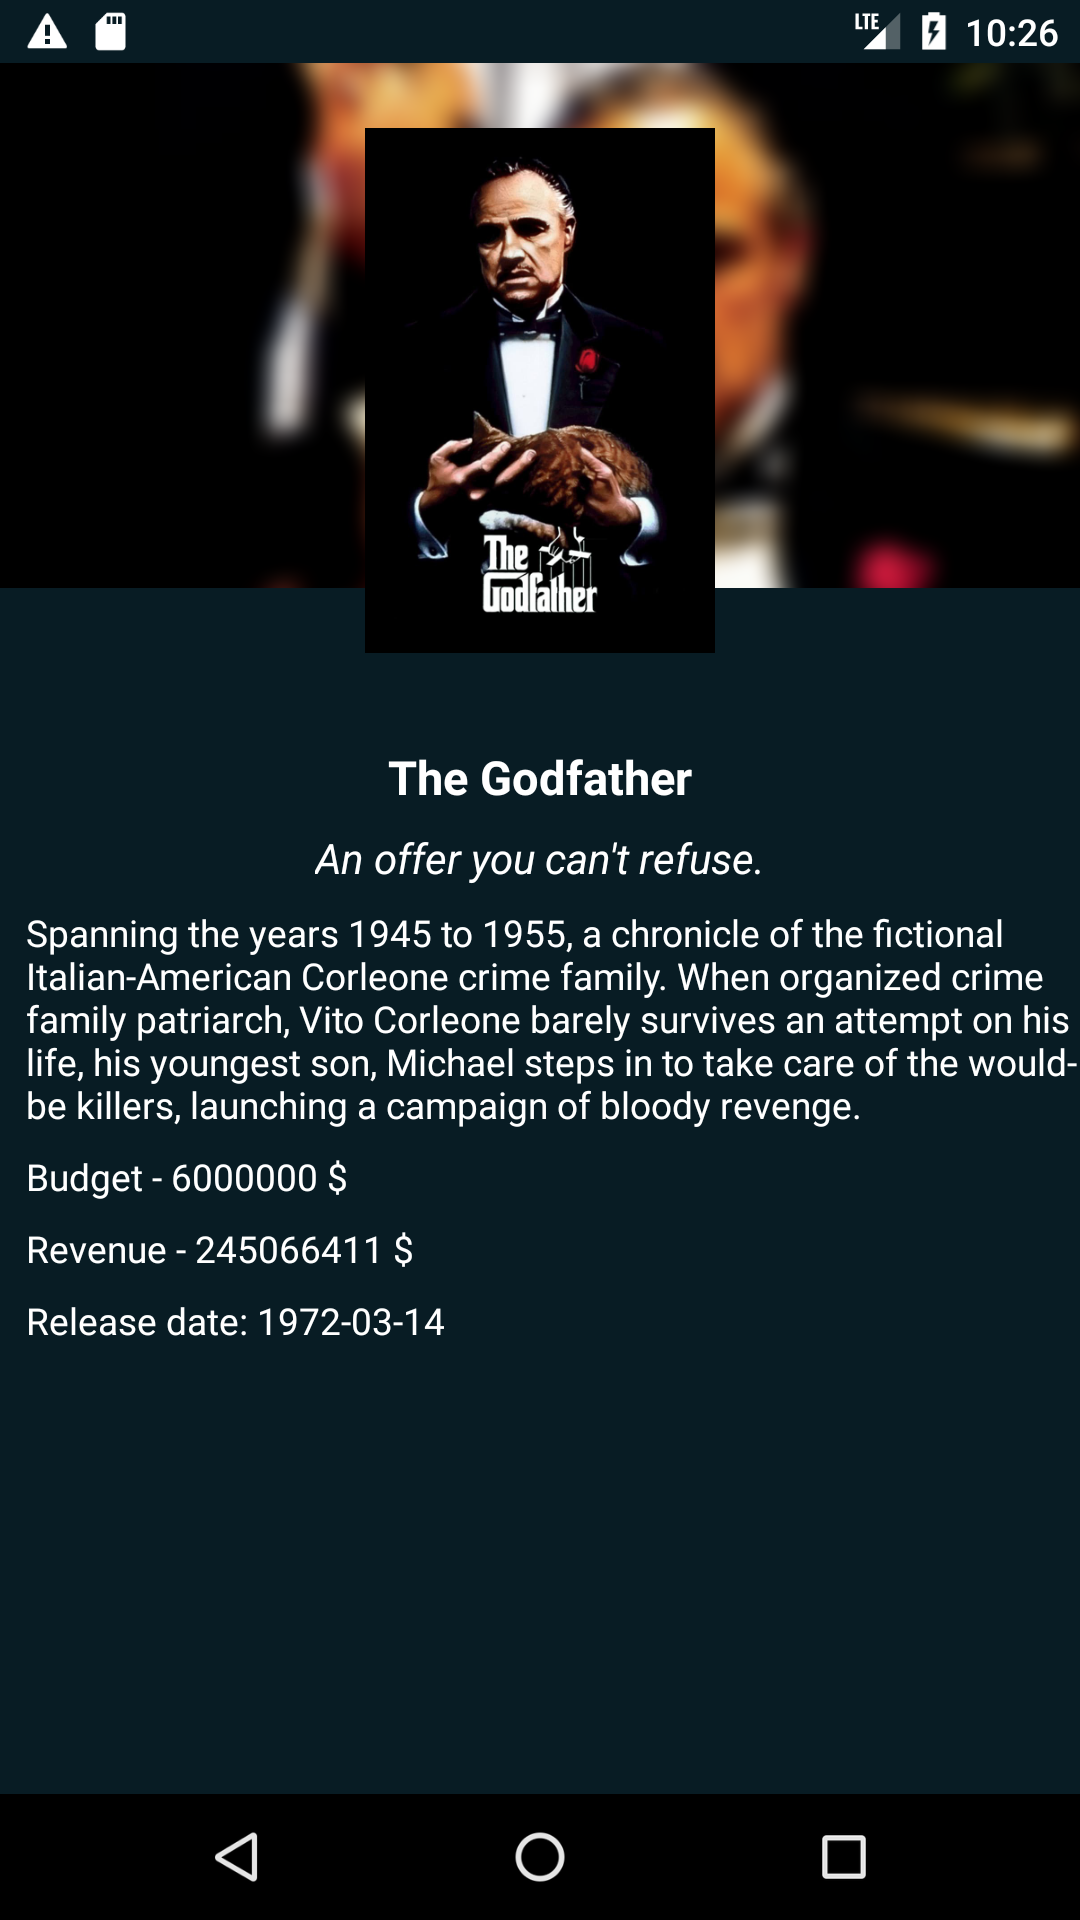 LTE 10:26
The
Godfather
The Godfather
An offer you can't refuse.
Spanning the years 1945 to 1955, a chronicle of the fictional
Italian-American Corleone crime family. When organized crime
family patriarch, Vito Corleone barely survives an attempt on his
life, his youngest son, Michael steps in to take care of the would-
be killers, launching a campaign of bloody revenge.
Budget - 6000000 $
Revenue - 245066411 $
Release date: 1972-03-14